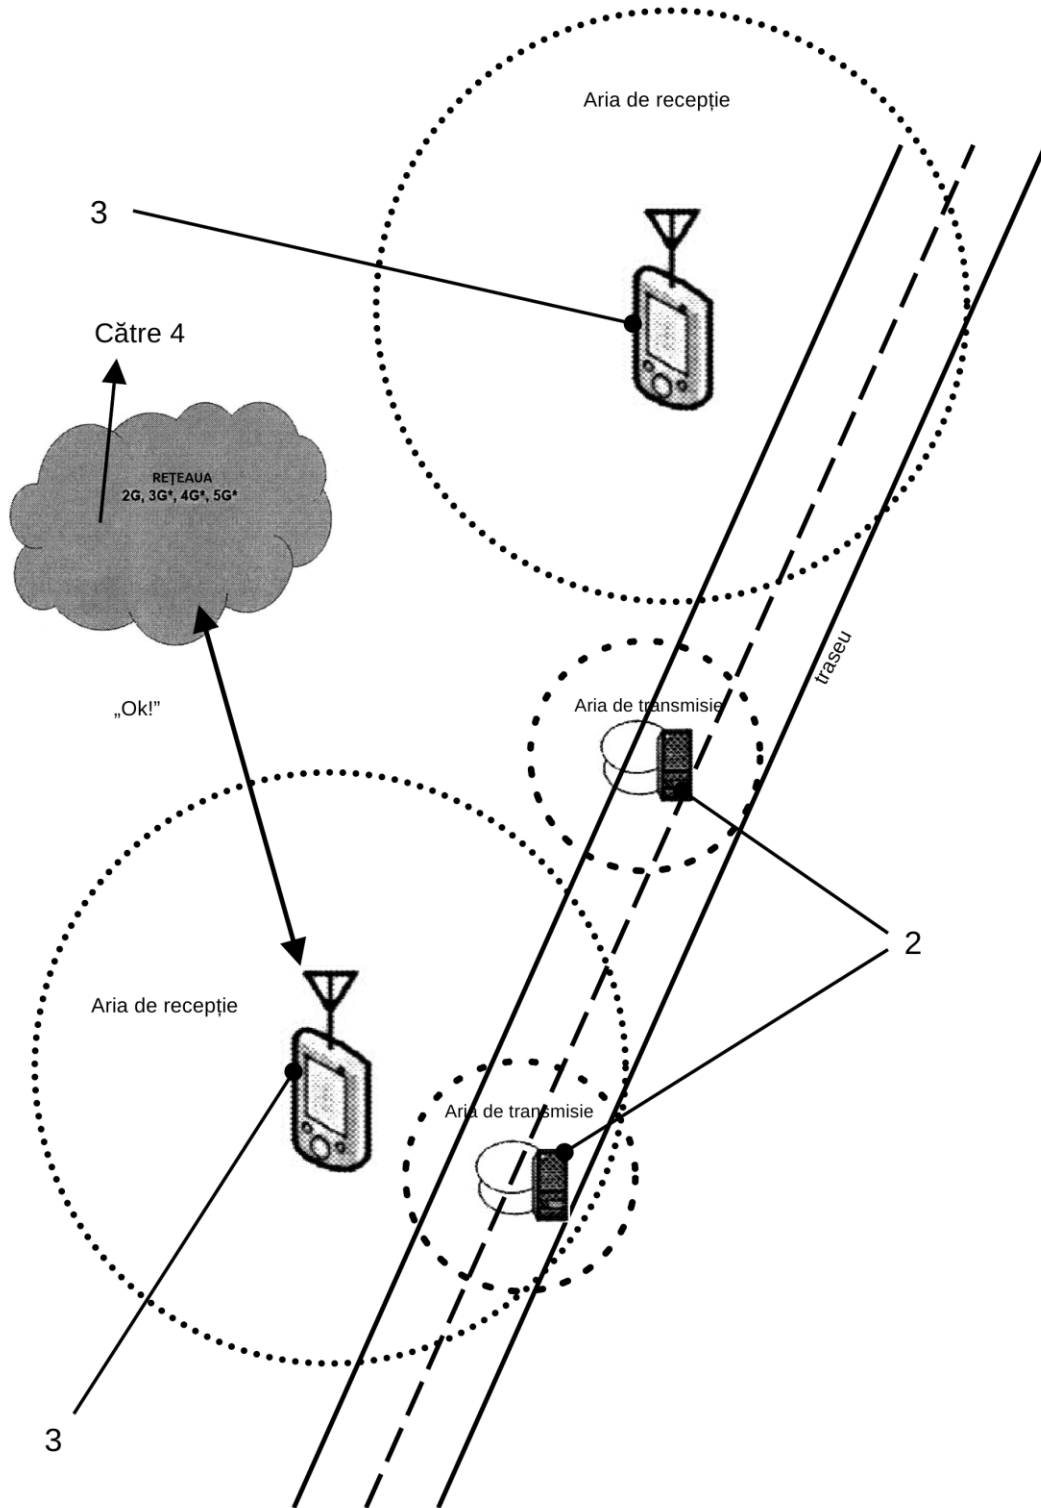 Aria de recepție
3
Către 4
REȚEAUA
2G, 3G*, 4G*, 5G*
traseu
„Ok!”
Aria de transmisie
2
Aria de recepție
Aria de transmisie
3